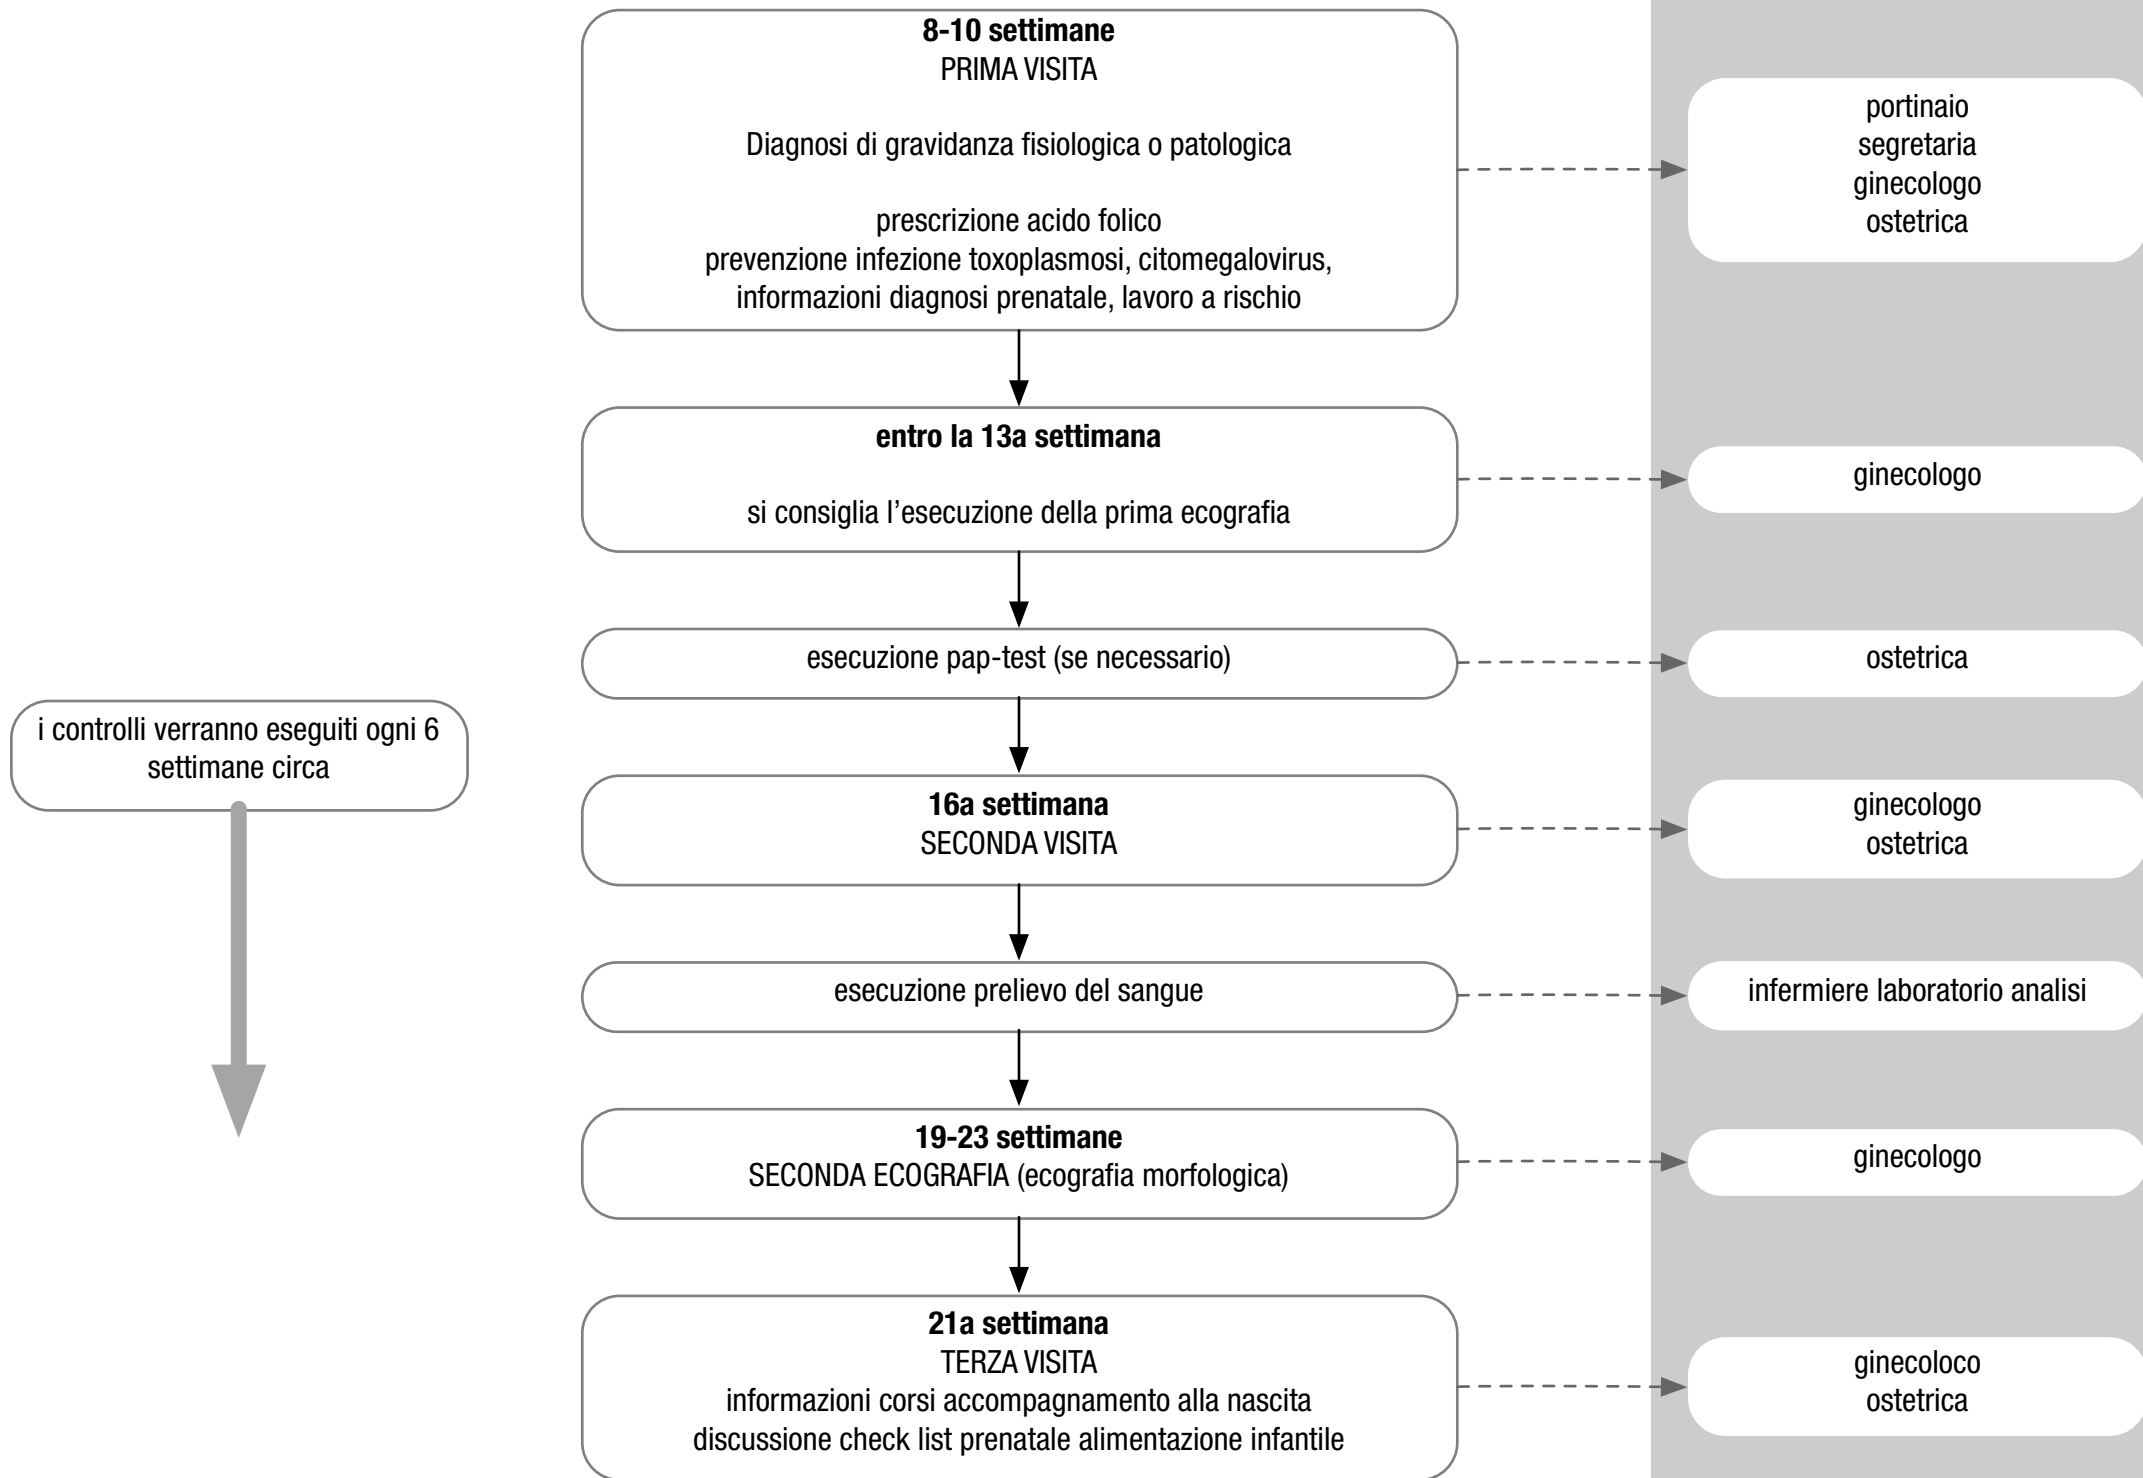 8-10 settimane
PRIMA VISITA
Diagnosi di gravidanza fisiologica o patologica
prescrizione acido folico
prevenzione infezione toxoplasmosi, citomegalovirus,
informazioni diagnosi prenatale, lavoro a rischio
portinaio
segretaria
ginecologo
ostetrica
entro la 13a settimana
si consiglia l'esecuzione della prima ecografia
ginecologo
esecuzione pap-test (se necessario)
ostetrica
i controlli verranno eseguiti ogni 6
settimane circa
16a settimana
SECONDA VISITA
ginecologo
ostetrica
esecuzione prelievo del sangue
infermiere laboratorio analisi
19-23 settimane
SECONDA ECOGRAFIA (ecografia morfologica)
ginecologo
21a settimana
TERZA VISITA
informazioni corsi accompagnamento alla nascita
discussione check list prenatale alimentazione infantile
ginecoloco
ostetrica